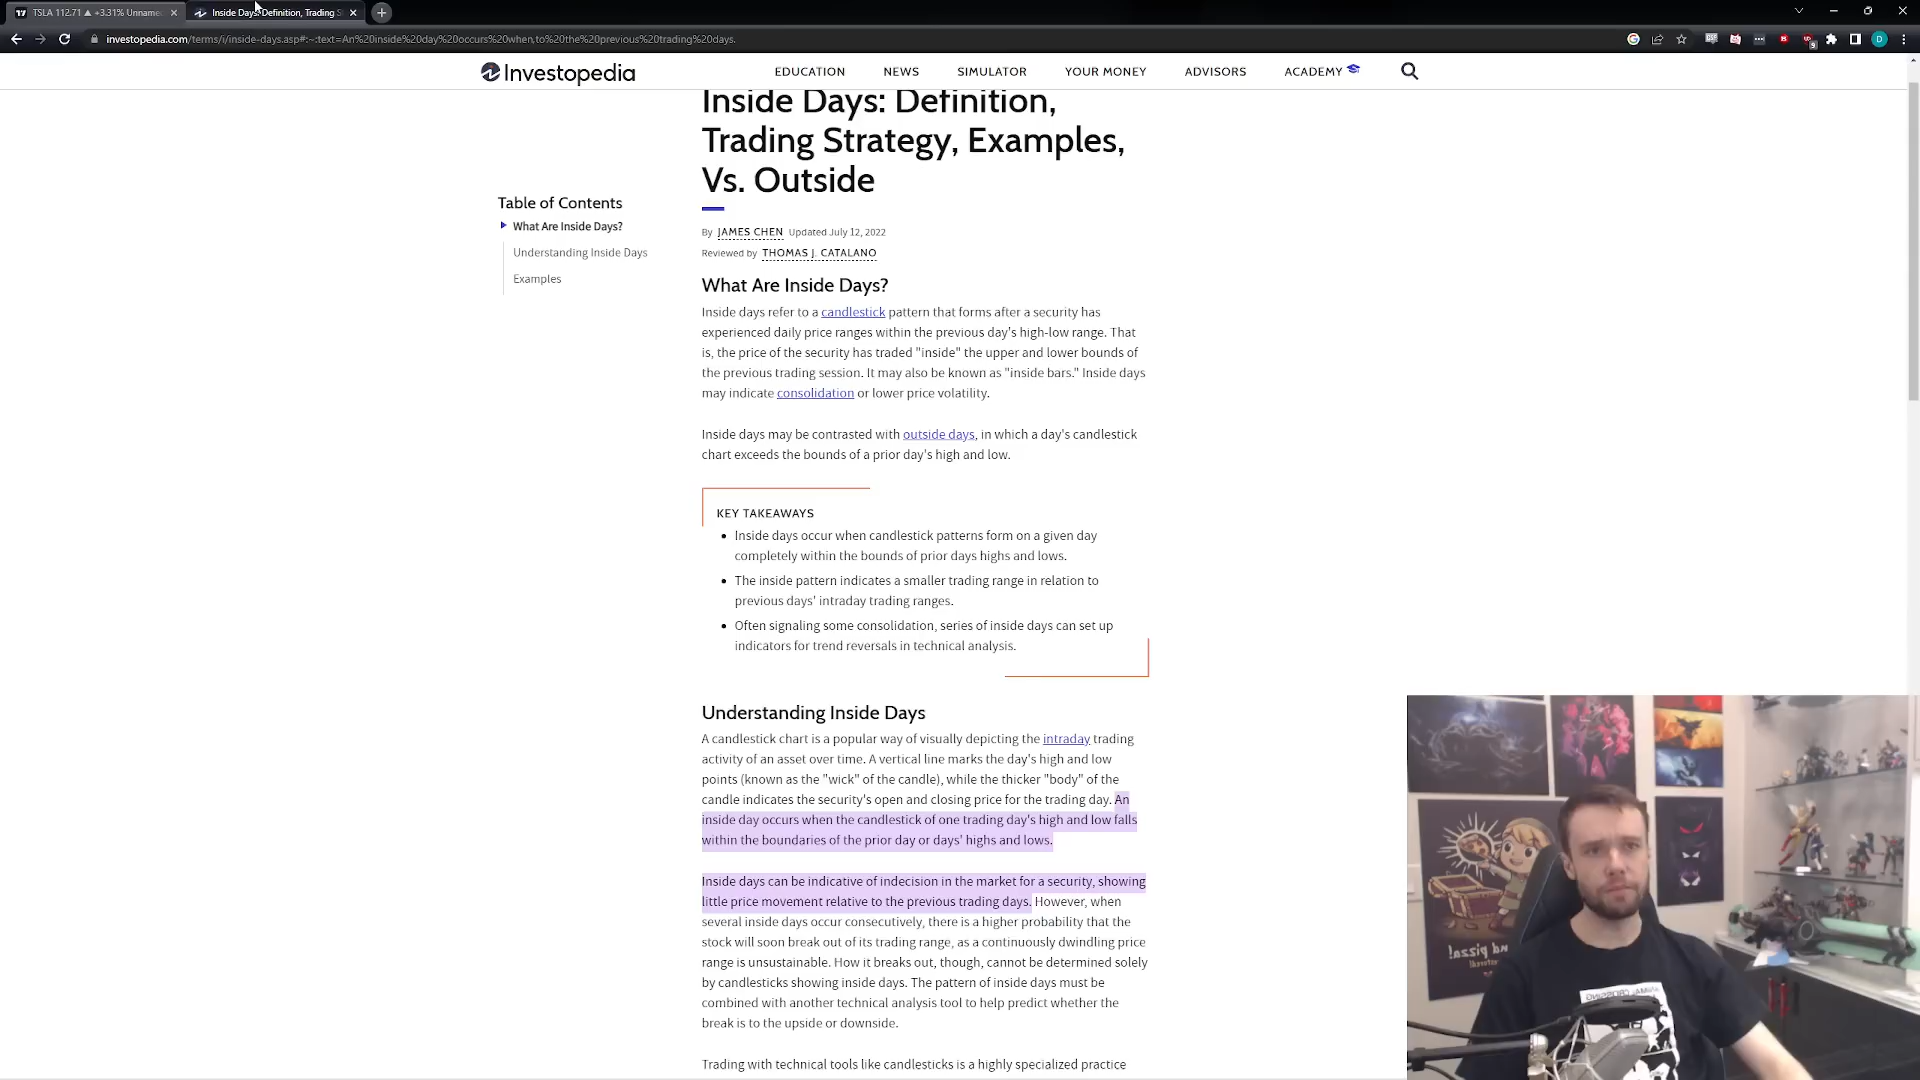 TSLA 112.71 ▲ +3.31% Unname
Inside Days: Definition, Trading S
investopedia.com/terms/i/inside-days.asp#:~:text=An%20inside%20day%20occurs%20when,to%20the%20previous%20trading%20days.
Investopedia
EDUCATION
NEWS
SIMULATOR
YOUR MONEY
ADVISORS
ACADEMY
Inside Days: Definition,
Trading Strategy, Examples,
Vs. Outside
Table of Contents
What Are Inside Days?
Understanding Inside Days
Examples
By JAMES CHEN Updated July 12, 2022
Reviewed by THOMAS J. CATALANO
What Are Inside Days?
Inside days refer to a candlestick pattern that forms after a security has
experienced daily price ranges within the previous day's high-low range. That
is, the price of the security has traded "inside" the upper and lower bounds of
the previous trading session. It may also be known as "inside bars." Inside days
may indicate consolidation or lower price volatility.
Inside days may be contrasted with outside days, in which a day's candlestick
chart exceeds the bounds of a prior day's high and low.
KEY TAKEAWAYS
• Inside days occur when candlestick patterns form on a given day
completely within the bounds of prior days highs and lows.
• The inside pattern indicates a smaller trading range in relation to
previous days' intraday trading ranges.
• Often signaling some consolidation, series of inside days can set up
indicators for trend reversals in technical analysis.
Understanding Inside Days
A candlestick chart is a popular way of visually depicting the intraday trading
activity of an asset over time. A vertical line marks the day's high and low
points (known as the "wick" of the candle), while the thicker "body" of the
candle indicates the security's open and closing price for the trading day. An
inside day occurs when the candlestick of one trading day's high and low falls
within the boundaries of the prior day or days' highs and lows.
Inside days can be indicative of indecision in the market for a security, showing
little price movement relative to the previous trading days. However, when
several inside days occur consecutively, there is a higher probability that the
stock will soon break out of its trading range, as a continuously dwindling price
range is unsustainable. How it breaks out, though, cannot be determined solely
by candlesticks showing inside days. The pattern of inside days must be
combined with another technical analysis tool to help predict whether the
break is to the upside or downside.
Trading with technical tools like candlesticks is a highly specialized practice
and pizza!